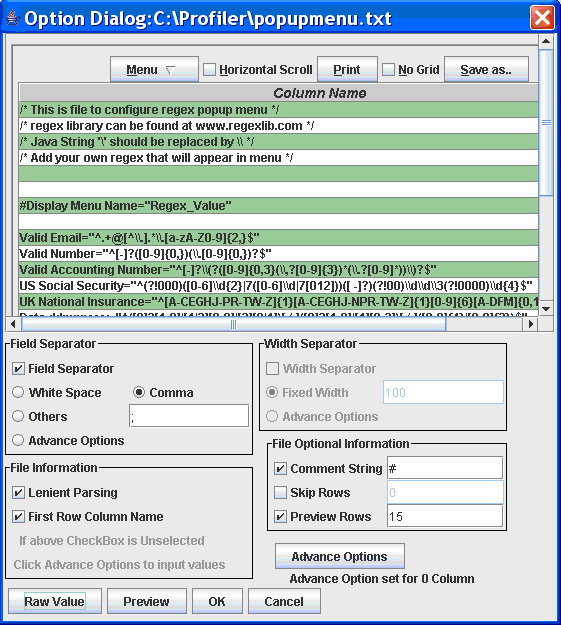 Option Dialog:C:\Profiler\popupmenu.txt
Menu Horizontal Scroll Print No Grid Save as..
Column Name
/* This is file to configure regex popup menu */
/* regex library can be found at www.regexlib.com */
/* Java String '\' should be replaced by \\ */
/* Add your own regex that will appear in menu */
#Display Menu Name="Regex_Value"
Valid Email="^.+@[^\\.].*\\.[a-zA-Z0-9]{2,}$"
Valid Number="^[-]?([0-9]{0,})(\\.[0-9]{0,})?$"
Valid Accounting Number="^[-]?\\(?([0-9]{0,3}(\\,?[0-9]{3})*(\\.?[0-9]*))\\)?$"
US Social Security="^(?!000)([0-6]\\d{2}|7([0-6]\\d|7[012]))([ -]?)(?!00)\\d\\d\\3(?!0000)\\d{4}$"
UK National Insurance="^[A-CEGHJ-PR-TW-Z]{1}[A-CEGHJ-NPR-TW-Z]{1}[0-9]{6}[A-DFM]{0,1
Field Separator
Field Separator
White Space Comma
Others ;
Advance Options
Width Separator
Width Separator
Fixed Width 100
Advance Options
File Information
Lenient Parsing
First Row Column Name
If above CheckBox is Unselected
Click Advance Options to input values
File Optional Information
Comment String #
Skip Rows 0
Preview Rows 15
Advance Options
Advance Option set for 0 Column
Raw Value Preview OK Cancel